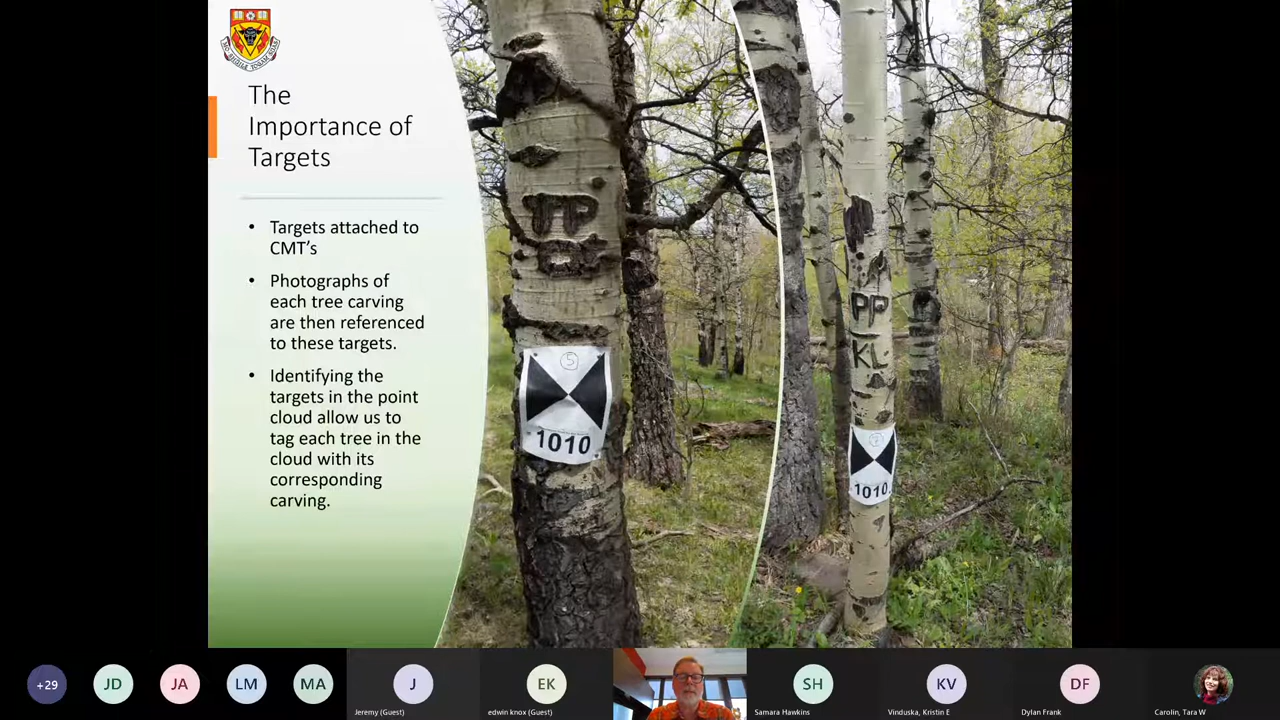 The
Importance of
Targets
• Targets attached to
CMT's
• Photographs of
each tree carving
are then referenced
to these targets.
• Identifying the
targets in the point
cloud allow us to
tag each tree in the
cloud with its
corresponding
carving.
5
1010
PP
KL
1010
+29
JD
JA
LM
MA
J
Jeremy (Guest)
EK
edwin knox (Guest)
SH
Samara Hawkins
KV
Vinduska, Kristin E
DF
Dylan Frank
Carolin, Tara W